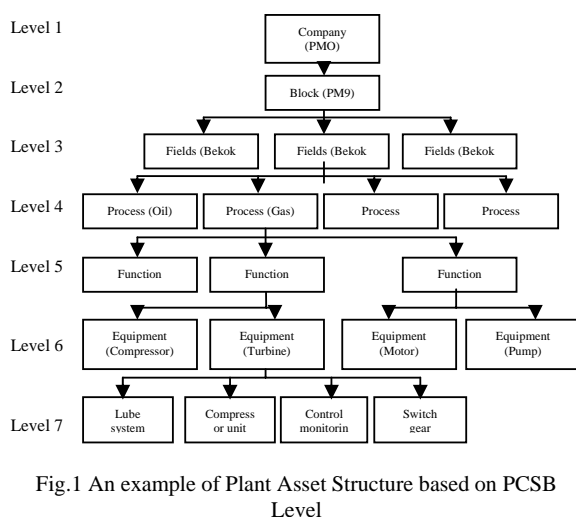 Level 1
Company
(PMO)
Level 2
Block (PM9)
Level 3
Fields (Bekok
Fields (Bekok
Fields (Bekok
Level 4
Process (Oil)
Process (Gas)
Process
Process
Level 5
Function
Function
Function
Level 6
Equipment
(Compressor)
Equipment
(Turbine)
Equipment
(Motor)
Equipment
(Pump)
Level 7
Lube
system
Compress
or unit
Control
monitorin
Switch
gear
Fig.1 An example of Plant Asset Structure based on PCSB
Level